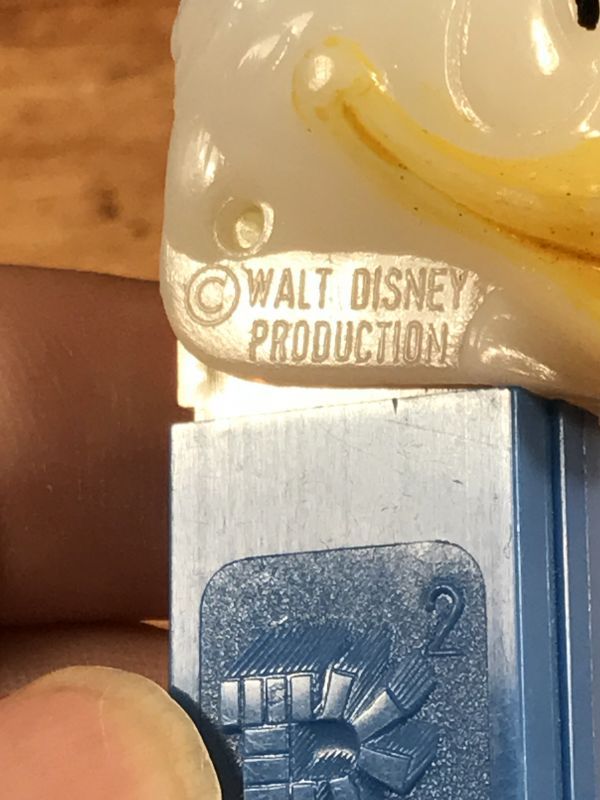 © WALT DISNEY
PRODUCTION
2
P